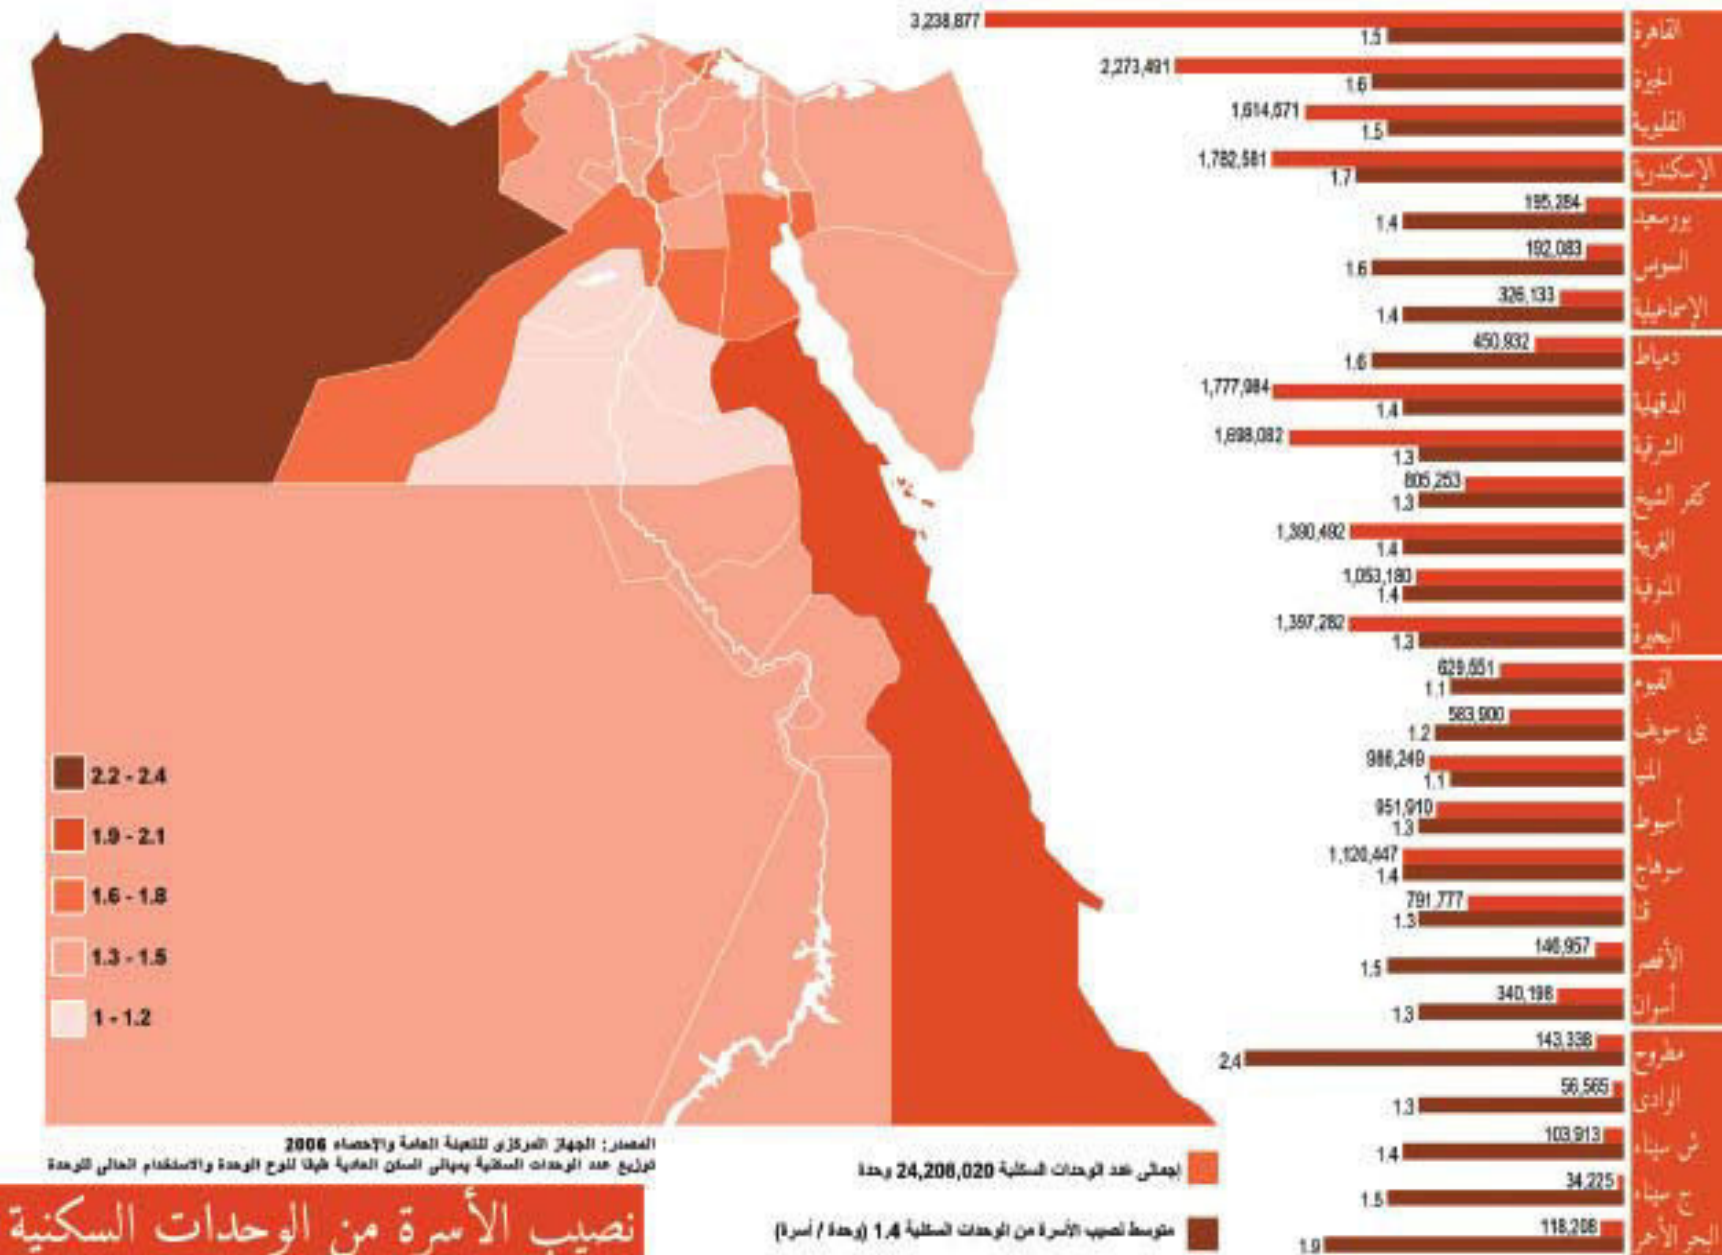 القاهرة
3,238,877
1.5
الجيزة
2,273,491
1.6
القليوبية
1,614,571
1.5
الإسكندرية
1,782,581
1.7
بورسعيد
195,284
1.4
السويس
192,083
1.6
الإسماعيلية
326,133
1.4
دمياط
450,932
1.6
الدقهلية
1,777,984
1.4
الشرقية
1,698,082
1.3
كفر الشيخ
805,253
1.3
الغربية
1,390,492
1.4
المنوفية
1,053,180
1.4
البحيرة
1,397,282
1.3
الفيوم
629,551
1.1
بنى سويف
583,900
1.2
المنيا
986,249
1.1
أسيوط
951,910
1.3
سوهاج
1,120,447
1.4
قنا
791,777
1.3
الأقصر
146,957
1.5
أسوان
340,198
1.3
مطروح
143,338
2.4
الوادى
56,565
1.3
ش سيناء
103,913
1.4
ج سيناء
34,225
1.5
البحر الأحمر
118,208
1.9
2.2 - 2.4
1.9 - 2.1
1.6 - 1.8
1.3 - 1.5
1 - 1.2
المصدر: الجهاز المركزى للتعبئة العامة والإحصاء 2006
توزيع عدد الوحدات السكنية بمبانى السكن العادية طبقا لنوع الوحدة والاستخدام الحالى للوحدة
نصيب الأسرة من الوحدات السكنية
إجمالى عدد الوحدات السكنية 24,208,020 وحدة
متوسط نصيب الأسرة من الوحدات السكنية 1.4 (وحدة / أسرة)